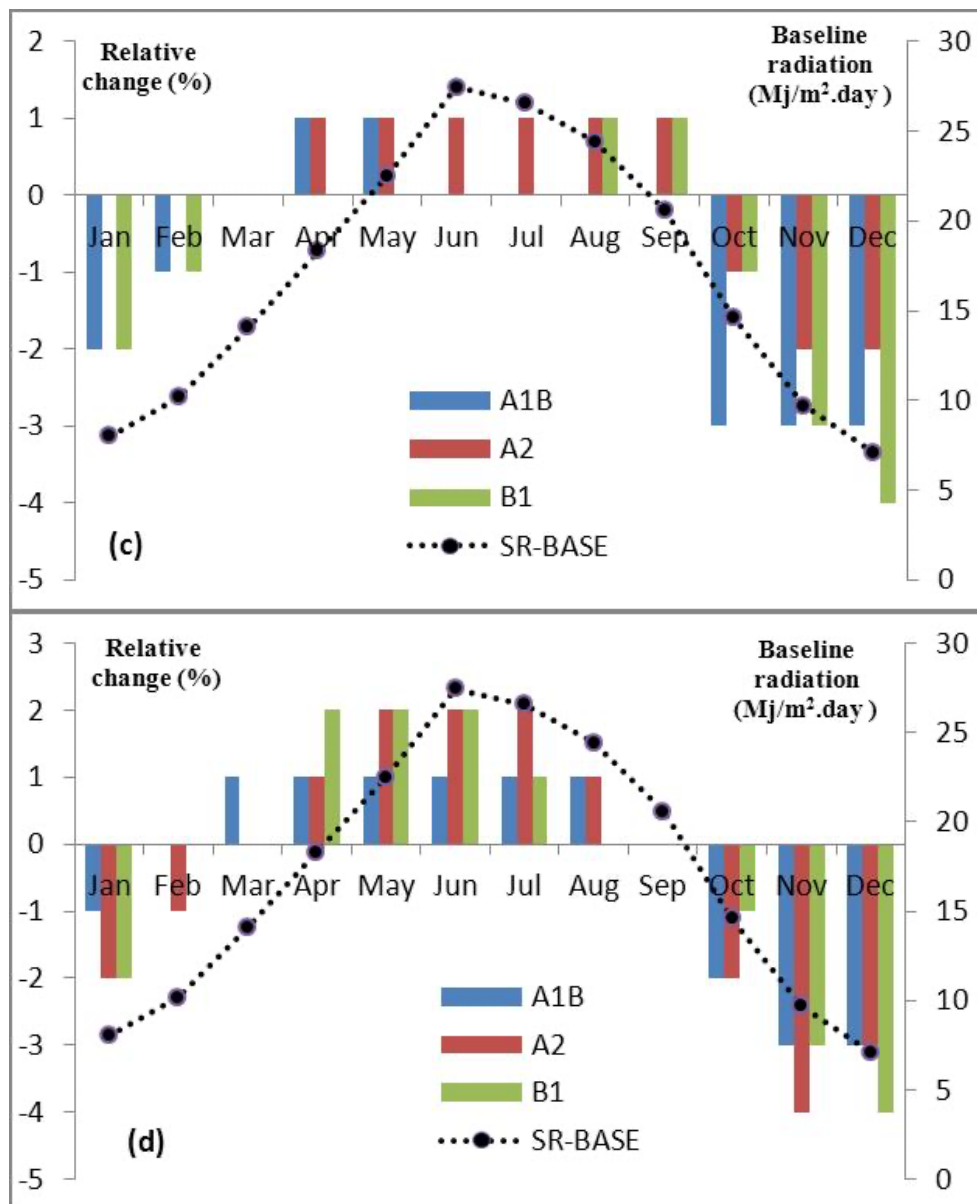 2
1
0
-1
-2
-3
-4
-5
Relative
change (%)
Baseline
radiation
(Mj/m².day )
30
25
20
15
10
5
0
Jan Feb Mar Apr May Jun Jul Aug Sep Oct Nov Dec
A1B
A2
B1
SR-BASE
(c)
3
2
1
0
-1
-2
-3
-4
-5
Relative
change (%)
Baseline
radiation
(Mj/m².day )
30
25
20
15
10
5
0
Jan Feb Mar Apr May Jun Jul Aug Sep Oct Nov Dec
A1B
A2
B1
SR-BASE
(d)